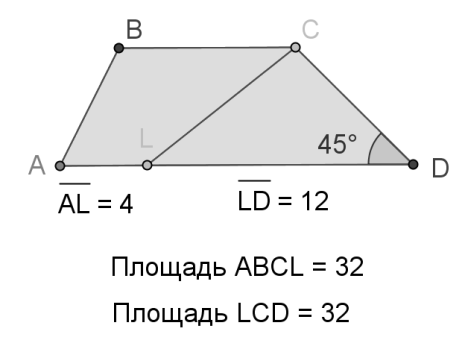 B C
A L 45° D
AL = 4 LD = 12
Площадь ABCL = 32
Площадь LCD = 32